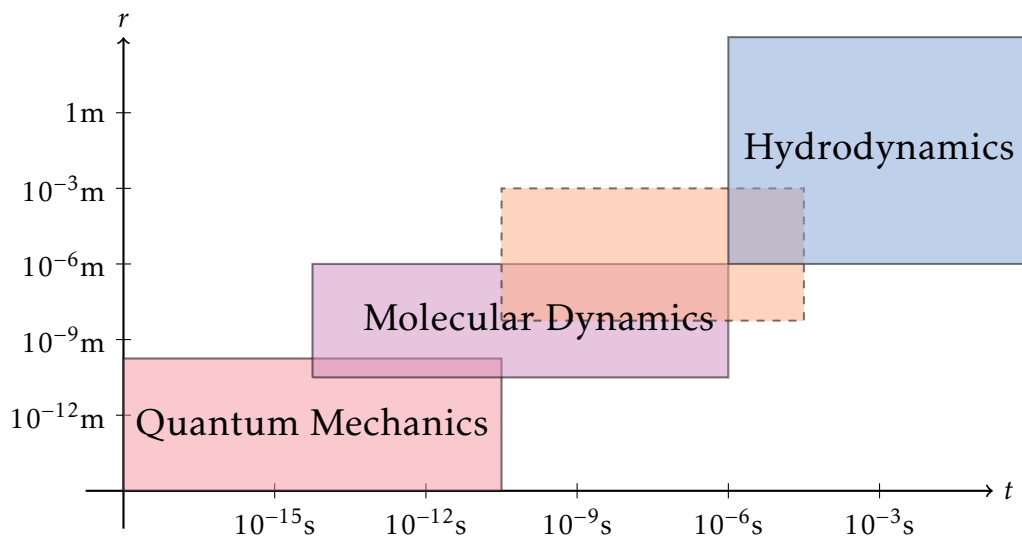 r
1m
Hydrodynamics
10⁻³m
10⁻⁶m
Molecular Dynamics
10⁻⁹m
10⁻¹²m
Quantum Mechanics
t
10⁻¹⁵s 10⁻¹²s 10⁻⁹s 10⁻⁶s 10⁻³s